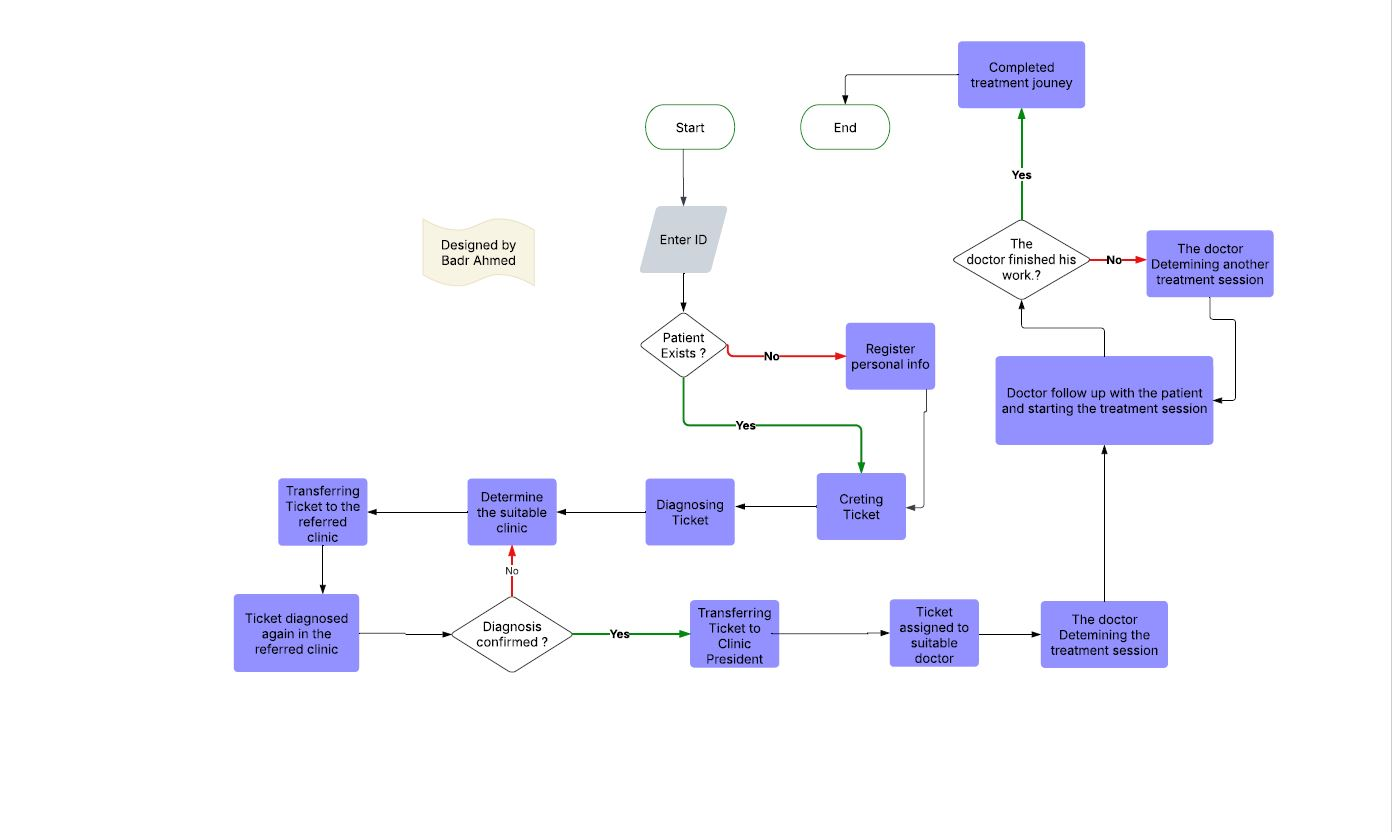 Completed
treatment jouney
Start
End
Yes
Enter ID
Designed by
Badr Ahmed
The
doctor finished his
work.?
No
The doctor
Detemining another
treatment session
Patient
Exists ?
No
Register
personal info
Doctor follow up with the patient
and starting the treatment session
Yes
Transferring
Ticket to the
referred
clinic
Determine
the suitable
clinic
Diagnosing
Ticket
Creting
Ticket
No
Ticket diagnosed
again in the
referred clinic
Diagnosis
confirmed ?
Yes
Transferring
Ticket to
Clinic
President
Ticket
assigned to
suitable
doctor
The doctor
Detemining the
treatment session